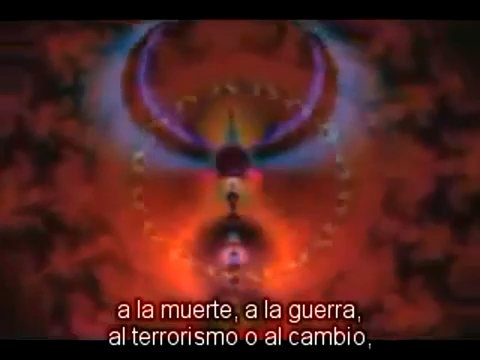 a la muerte, a la guerra,
al terrorismo o al cambio,